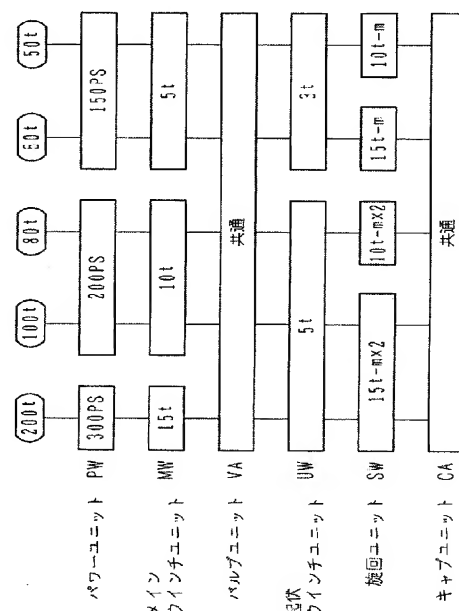 50t
60t
80t
100t
200t
パワーユニット PW
150PS
200PS
300PS
メイン
ウインチユニット MW
5t
10t
15t
バルブユニット VA
共通
起伏
ウインチユニット UW
3t
5t
旋回ユニット SW
10t-m
15t-m
10t-m×2
15t-m×2
キャブユニット CA
共通